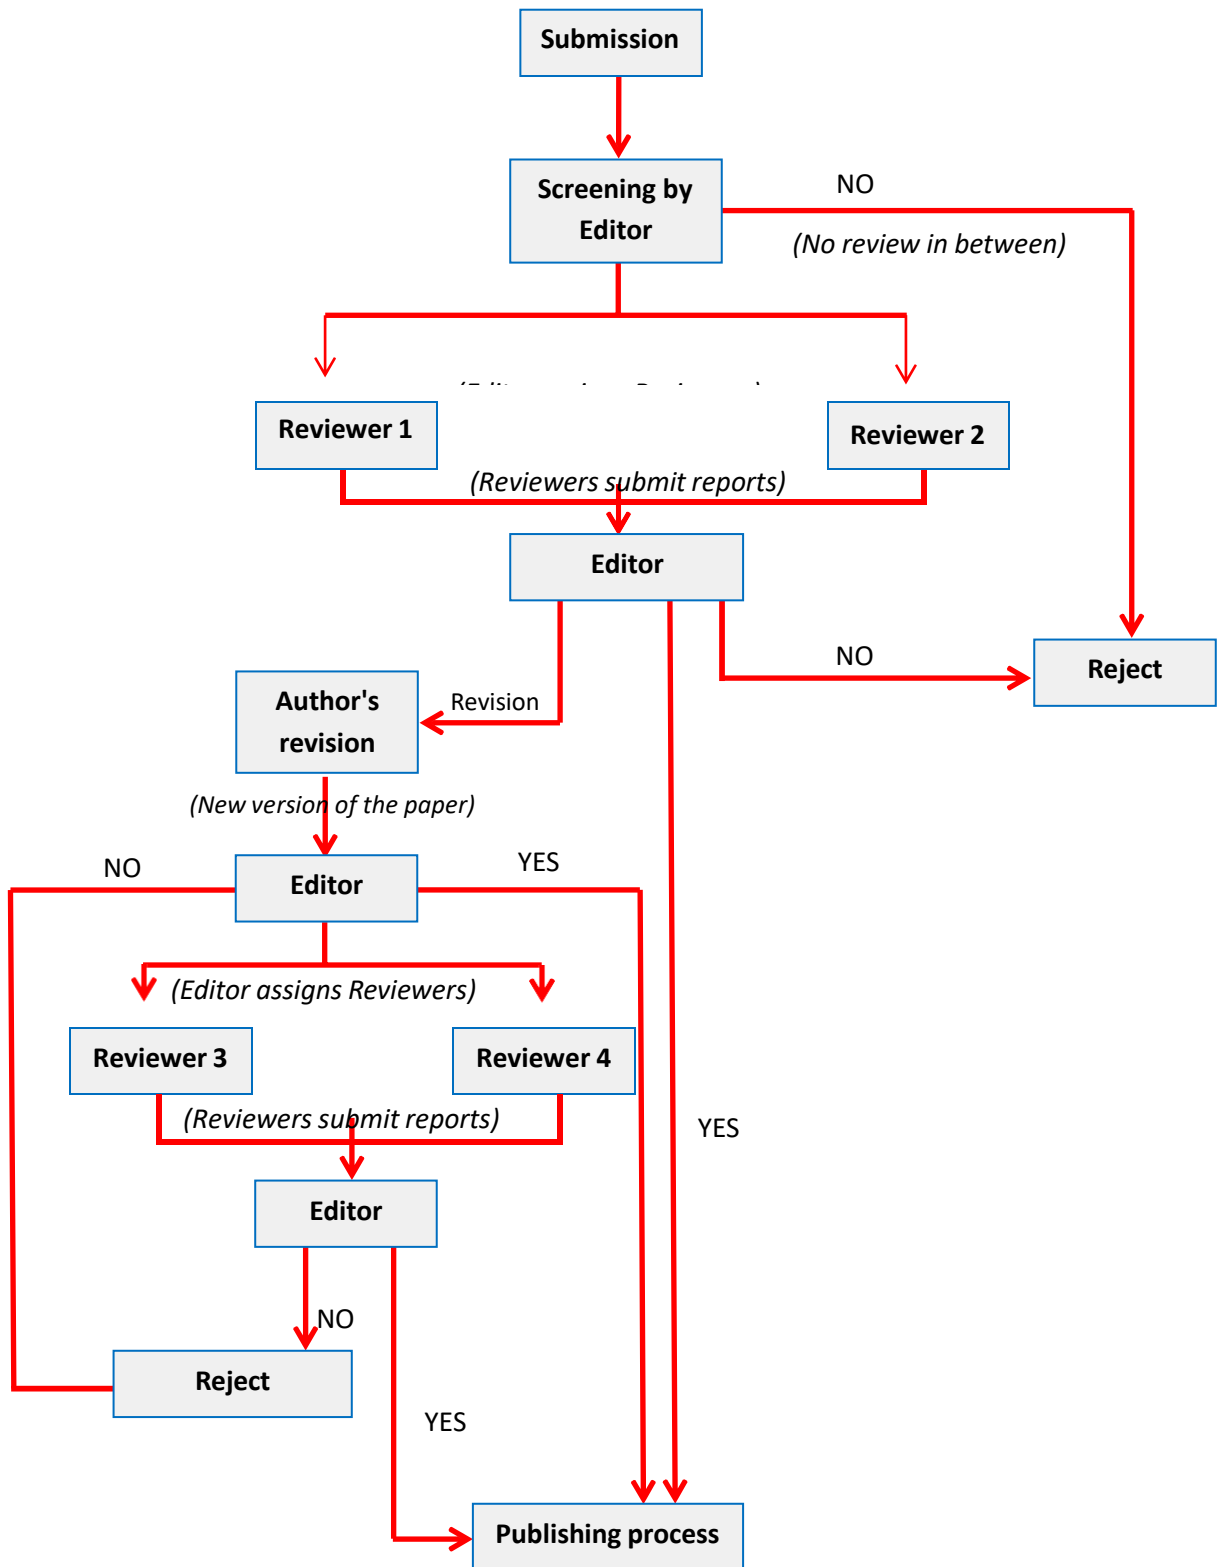 Submission
NO
Screening by
Editor
(No review in between)
Reviewer 1
Reviewer 2
(Reviewers submit reports)
Editor
NO
Reject
Author's
revision
Revision
(New version of the paper)
NO
YES
Editor
(Editor assigns Reviewers)
Reviewer 3
Reviewer 4
(Reviewers submit reports)
YES
Editor
NO
Reject
YES
Publishing process